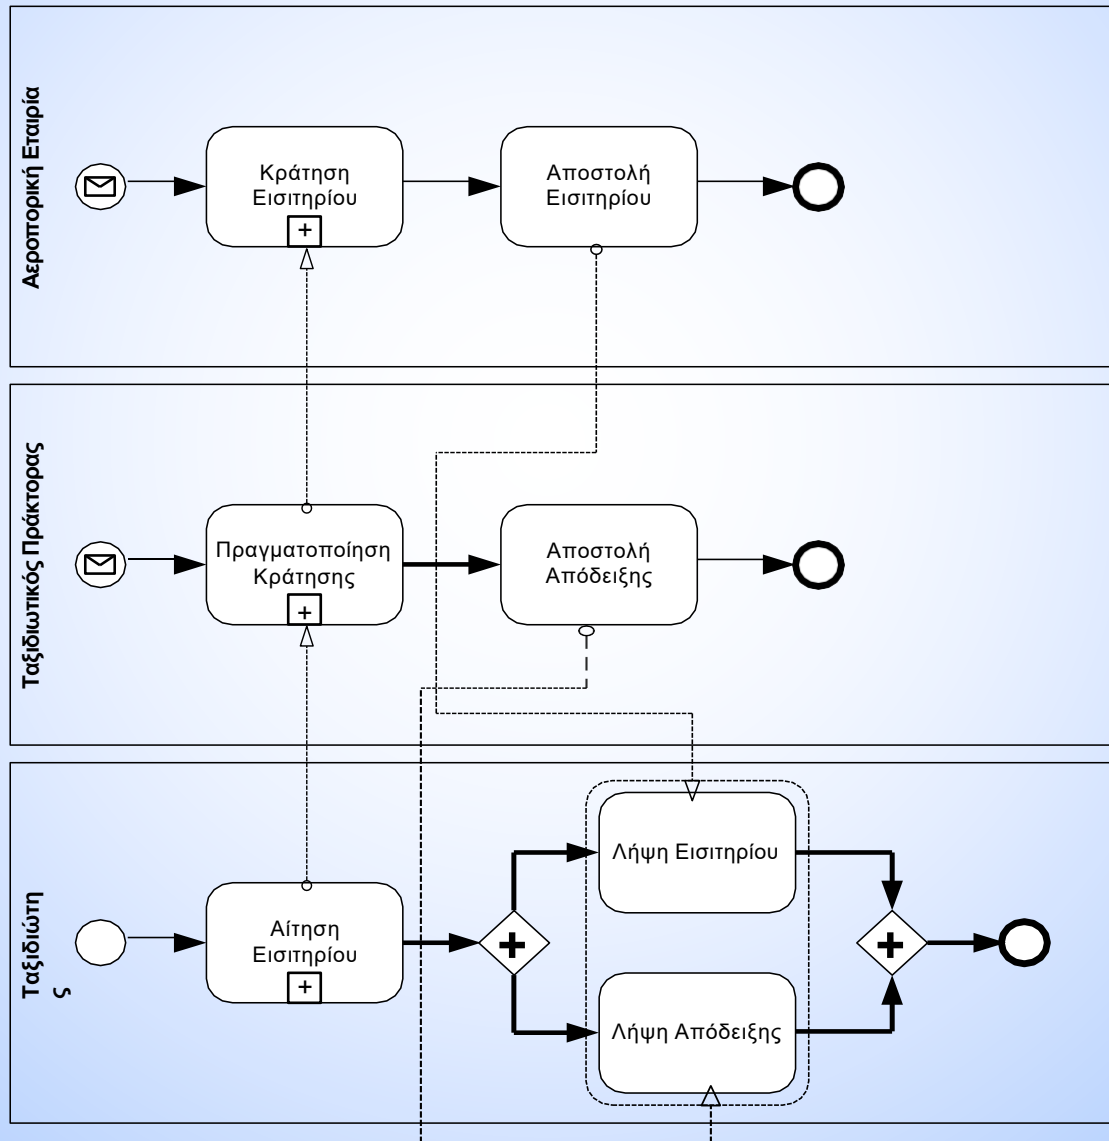 Αεροπορική Εταιρία
Κράτηση
Εισιτηρίου
Αποστολή
Εισιτηρίου
Ταξιδιωτικός Πράκτορας
Πραγματοποίηση
Κράτησης
Αποστολή
Απόδειξης
Ταξιδιώτη
ς
Αίτηση
Εισιτηρίου
Λήψη Εισιτηρίου
Λήψη Απόδειξης